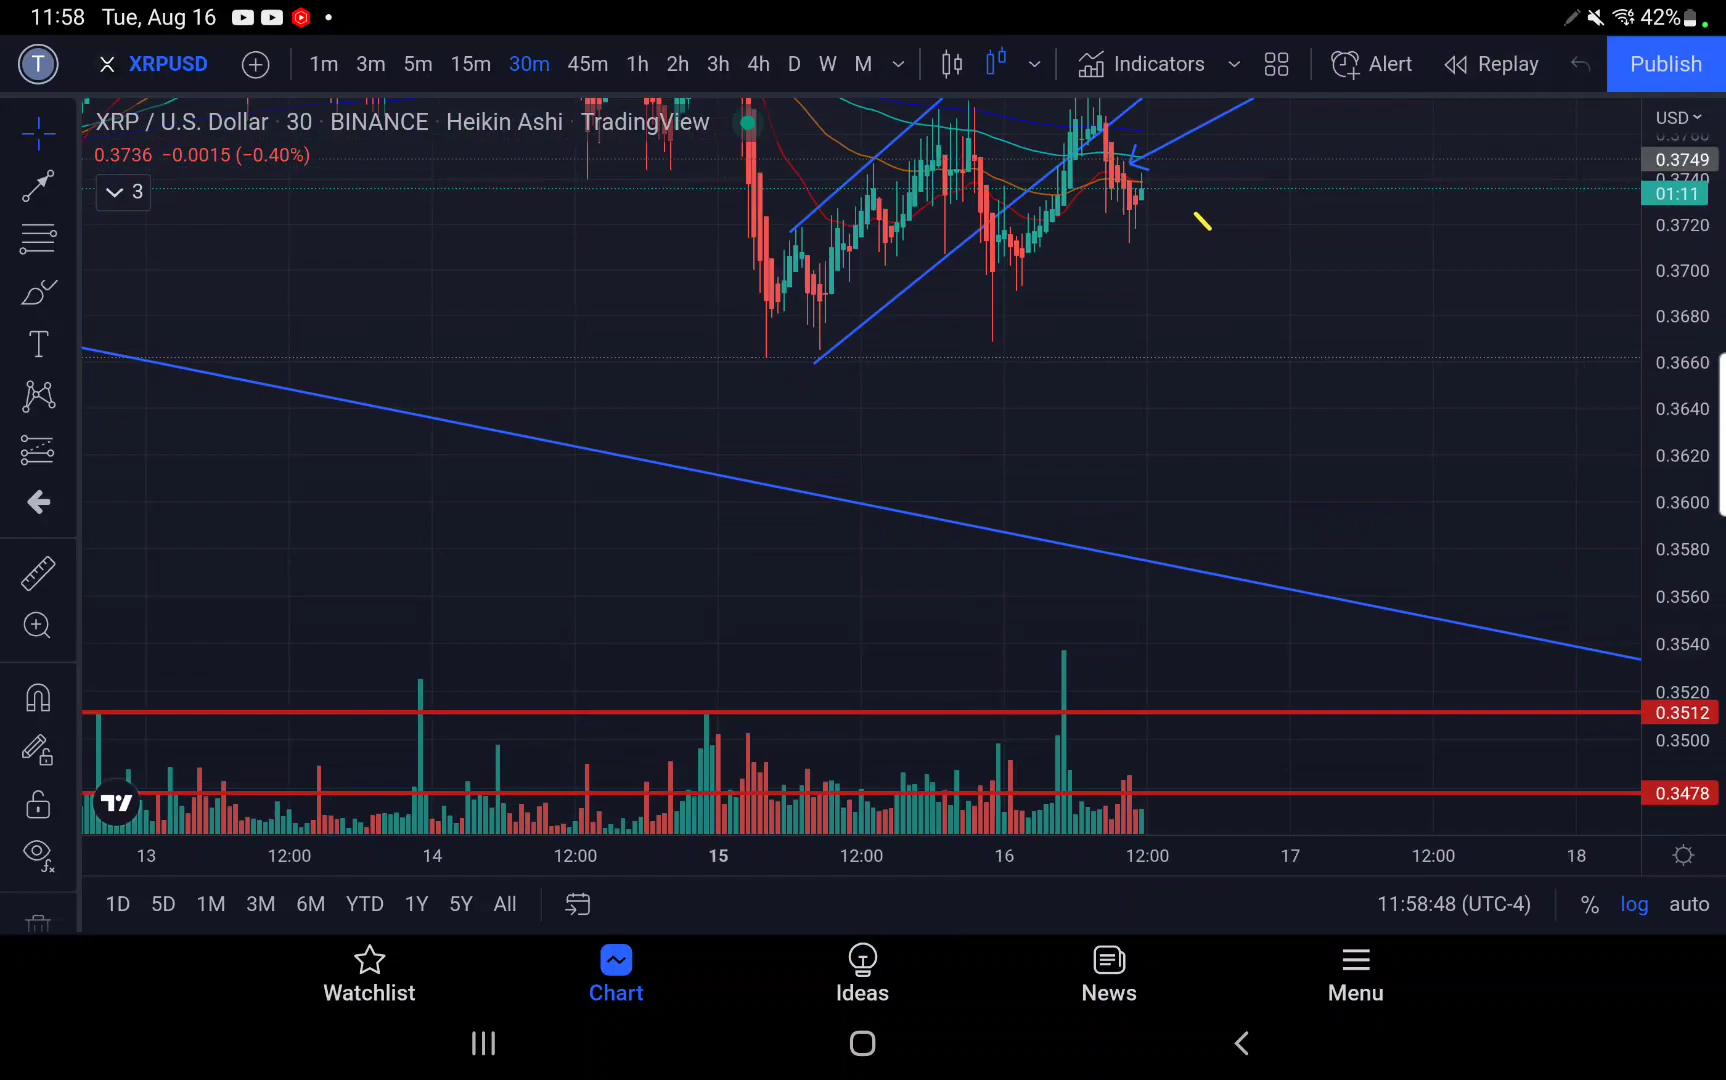 11:58 Tue, Aug 16 42%
T XRPUSD 1m 3m 5m 15m 30m 45m 1h 2h 3h 4h D W M Indicators Alert Replay Publish
XRP / U.S. Dollar · 30 · BINANCE · Heikin Ashi · TradingView
0.3736 −0.0015 (−0.40%)
3
USD
0.3760
0.3749
0.3740
01:11
0.3720
0.3700
0.3680
0.3660
0.3640
0.3620
0.3600
0.3580
0.3560
0.3540
0.3520
0.3512
0.3500
0.3478
13 12:00 14 12:00 15 12:00 16 12:00 17 12:00 18
1D 5D 1M 3M 6M YTD 1Y 5Y All 11:58:48 (UTC-4) % log auto
Watchlist Chart Ideas News Menu